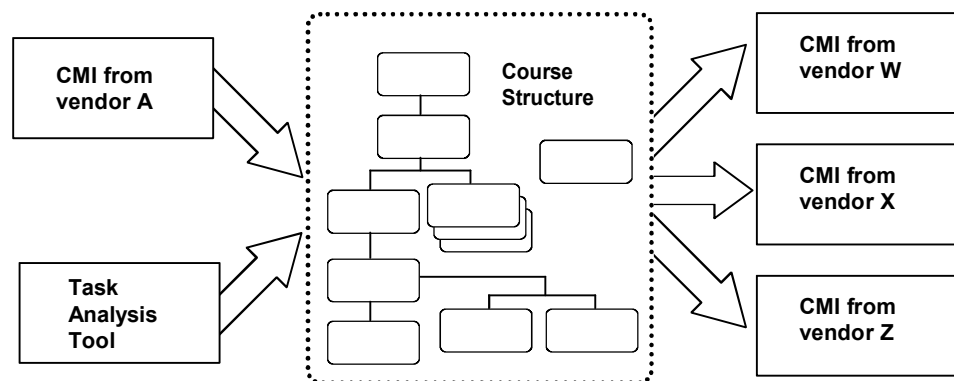 CMI from
vendor A
Task
Analysis
Tool
Course
Structure
CMI from
vendor W
CMI from
vendor X
CMI from
vendor Z